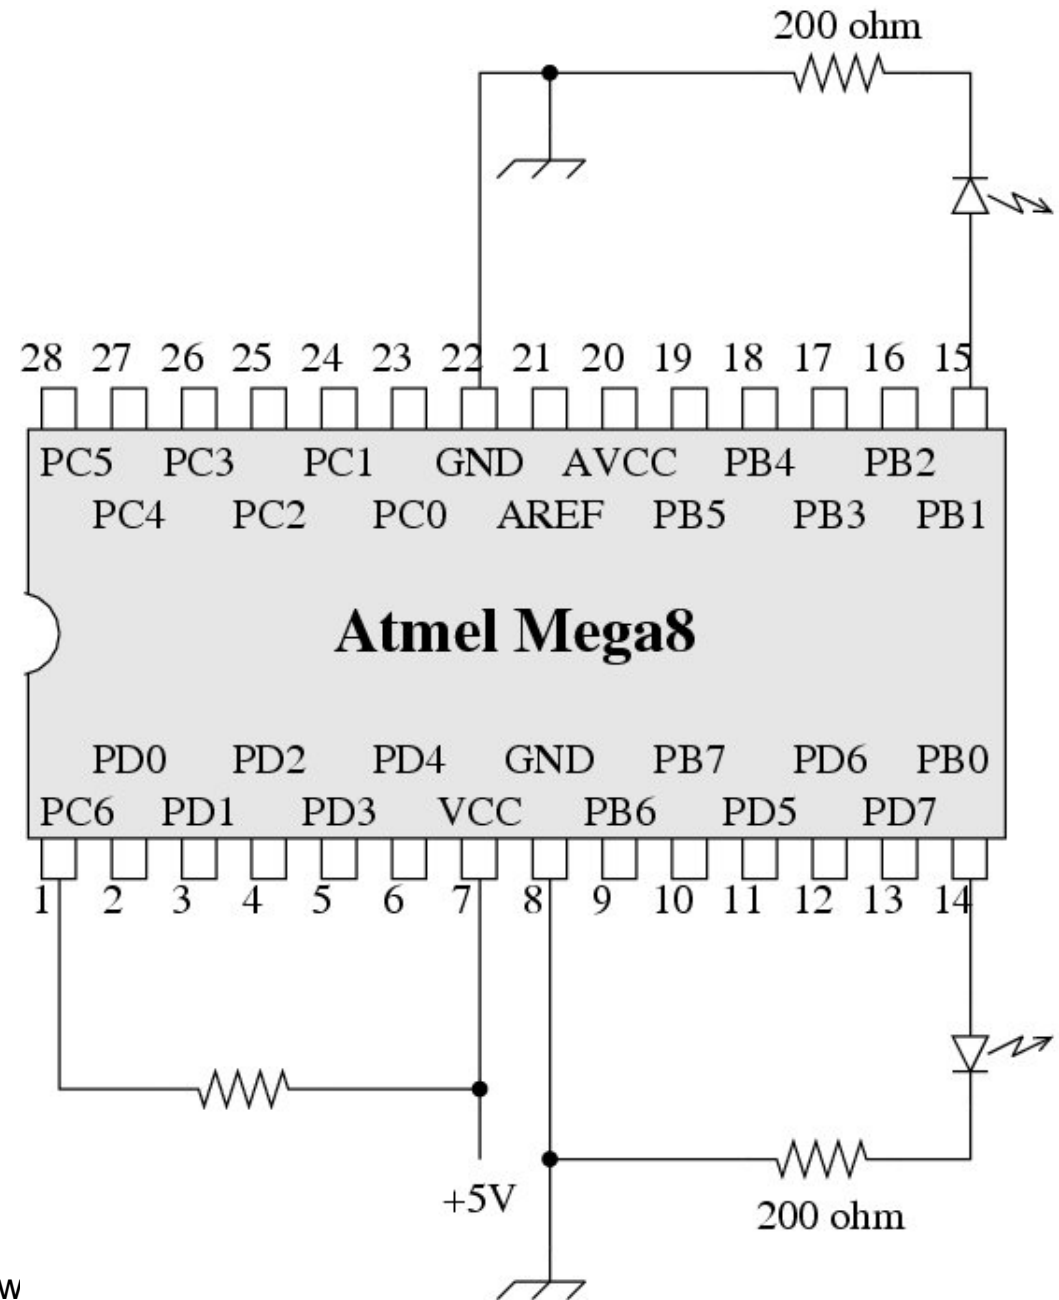 200 ohm
28 27 26 25 24 23 22 21 20 19 18 17 16 15
PC5 PC3 PC1 GND AVCC PB4 PB2
PC4 PC2 PC0 AREF PB5 PB3 PB1
Atmel Mega8
PD0 PD2 PD4 GND PB7 PD6 PB0
PC6 PD1 PD3 VCC PB6 PD5 PD7
1 2 3 4 5 6 7 8 9 10 11 12 13 14
+5V
200 ohm
w